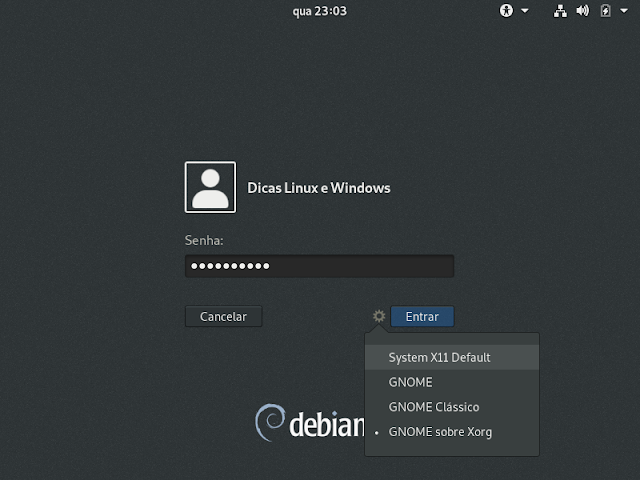 qua 23:03
Dicas Linux e Windows
Senha:
Cancelar
Entrar
System X11 Default
GNOME
GNOME Clássico
GNOME sobre Xorg
debian